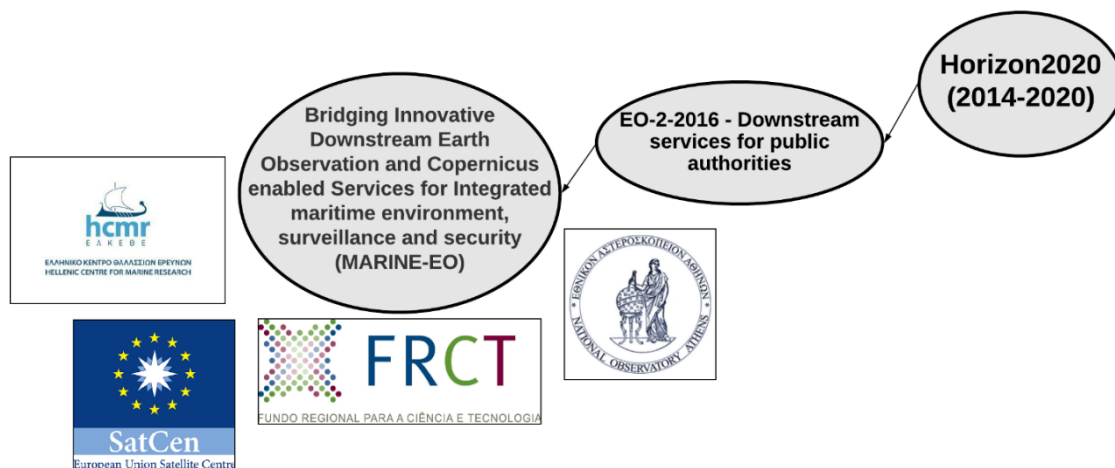 Horizon2020
(2014-2020)
EO-2-2016 - Downstream
services for public
authorities
Bridging Innovative
Downstream Earth
Observation and Copernicus
enabled Services for Integrated
maritime environment,
surveillance and security
(MARINE-EO)
hcmr
ΕΛΚΕΘΕ
ΕΛΛΗΝΙΚΟ ΚΕΝΤΡΟ ΘΑΛΑΣΣΙΩΝ ΕΡΕΥΝΩΝ
HELLENIC CENTRE FOR MARINE RESEARCH
ΕΘΝΙΚΟΝ ΑΣΤΕΡΟΣΚΟΠΕΙΟΝ ΑΘΗΝΩΝ
NATIONAL OBSERVATORY ATHENS
FRCT
FUNDO REGIONAL PARA A CIÊNCIA E TECNOLOGIA
SatCen
European Union Satellite Centre